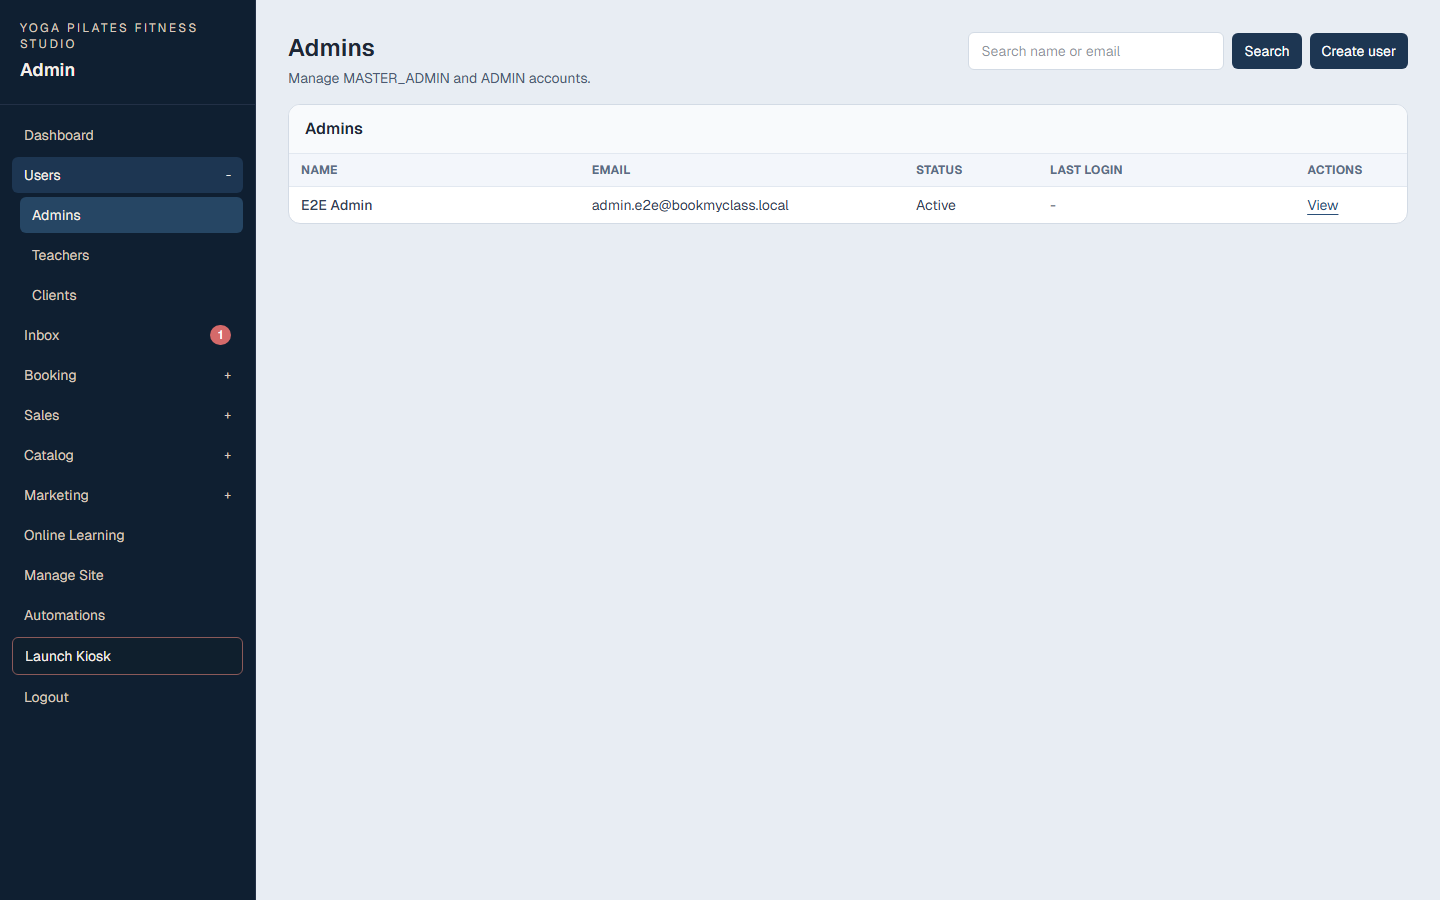 YOGA PILATES FITNESS
STUDIO
Admin
Dashboard
Users -
Admins
Teachers
Clients
Inbox 1
Booking +
Sales +
Catalog +
Marketing +
Online Learning
Manage Site
Automations
Launch Kiosk
Logout
Admins
Manage MASTER_ADMIN and ADMIN accounts.
Search name or email Search Create user
Admins
NAME EMAIL STATUS LAST LOGIN ACTIONS
E2E Admin admin.e2e@bookmyclass.local Active - View